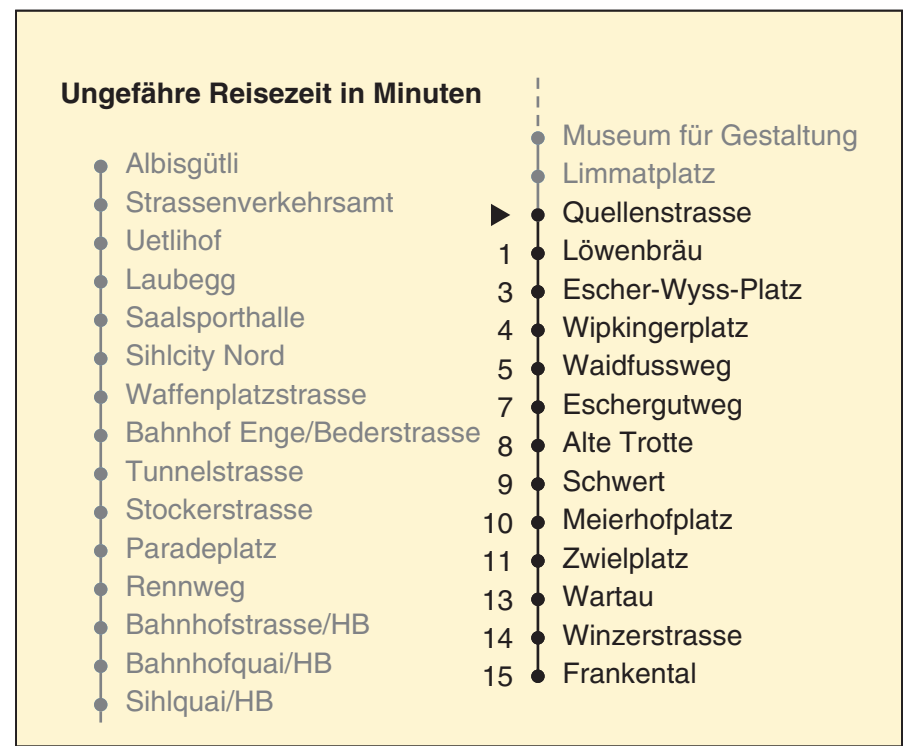 Ungefähre Reisezeit in Minuten
Albisgütli
Strassenverkehrsamt
Uetlihof
Laubegg
Saalsporthalle
Sihlcity Nord
Waffenplatzstrasse
Bahnhof Enge/Bederstrasse
Tunnelstrasse
Stockerstrasse
Paradeplatz
Rennweg
Bahnhofstrasse/HB
Bahnhofquai/HB
Sihlquai/HB
Museum für Gestaltung
Limmatplatz
Quellenstrasse
1 Löwenbräu
3 Escher-Wyss-Platz
4 Wipkingerplatz
5 Waidfussweg
7 Eschergutweg
8 Alte Trotte
9 Schwert
10 Meierhofplatz
11 Zwielplatz
13 Wartau
14 Winzerstrasse
15 Frankental